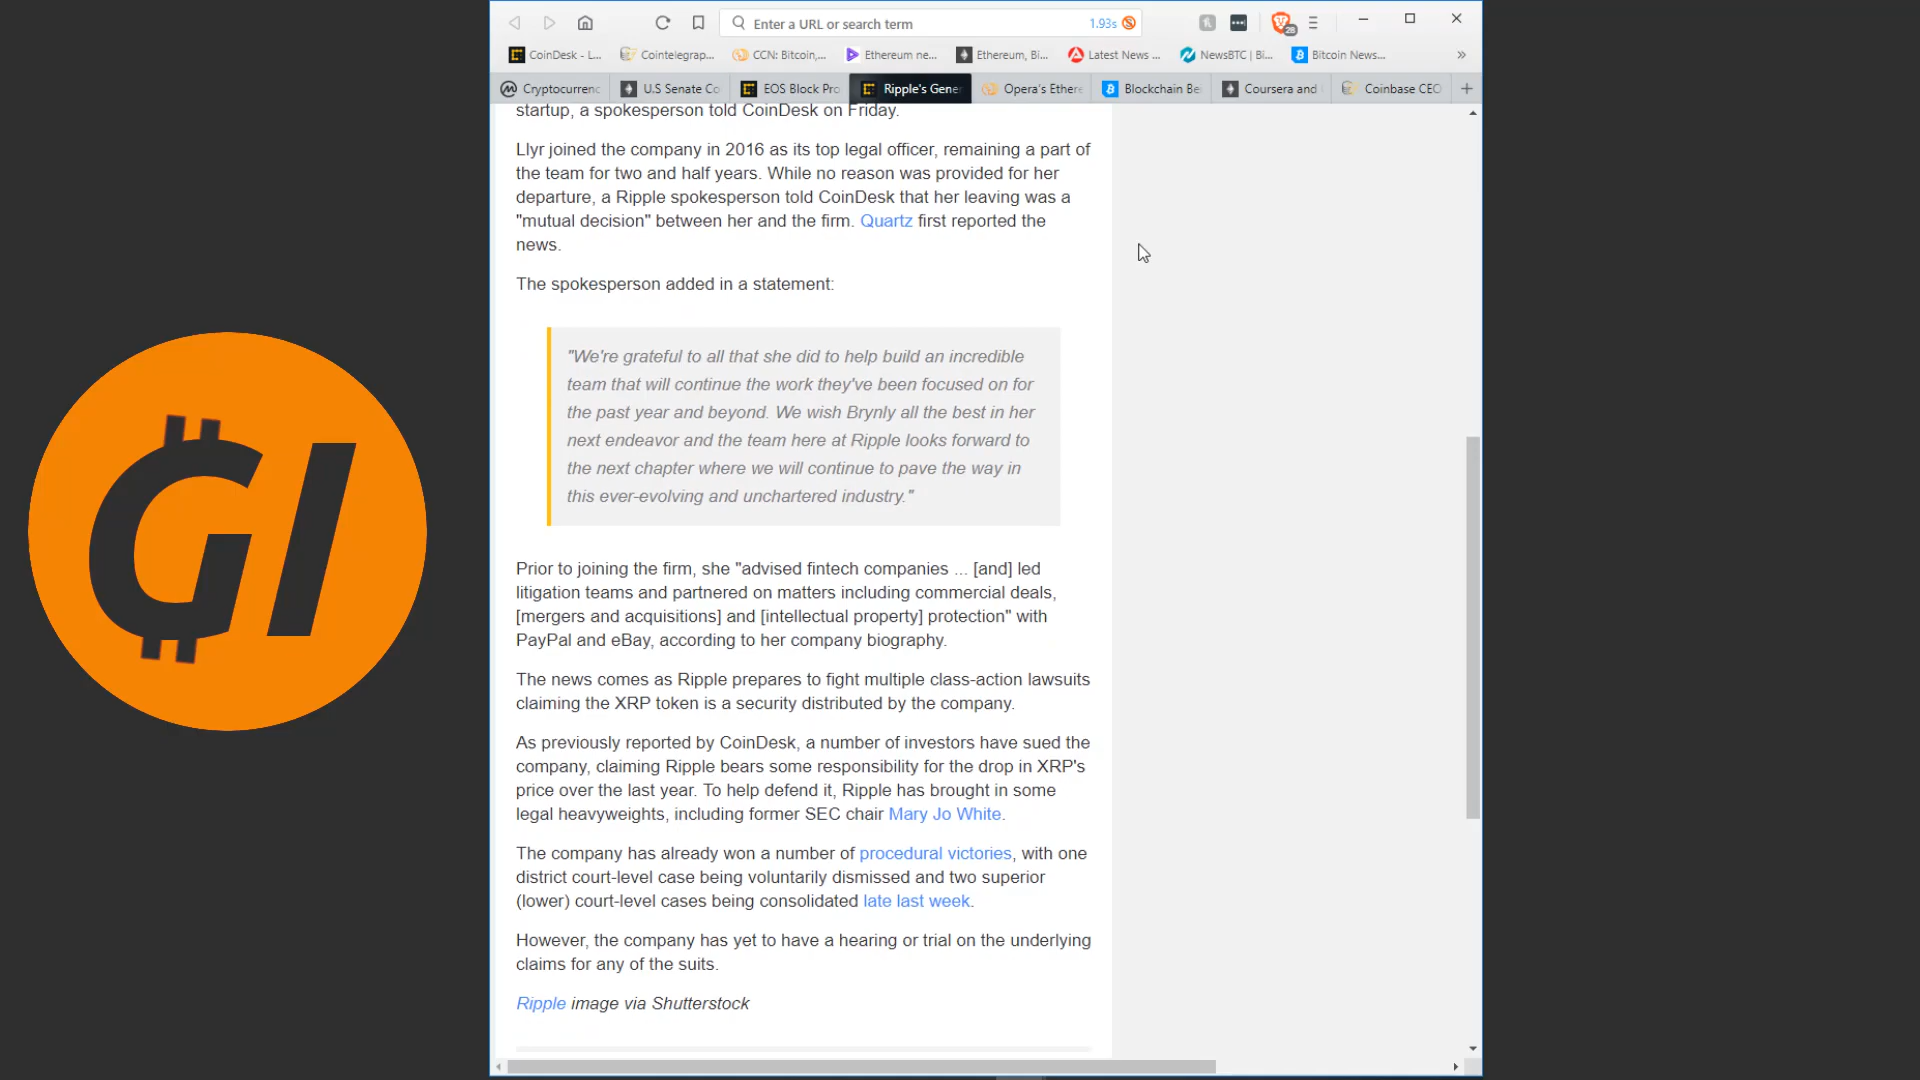 Enter a URL or search term
1.93s
28
CoinDesk - L...
Cointelegrap...
CCN: Bitcoin,...
Ethereum ne...
Ethereum, Bi...
Latest News ...
NewsBTC | Bi...
Bitcoin News...
Cryptocurrenc
U.S Senate Co
EOS Block Pro
Ripple's Gene
Opera's Ethere
Blockchain Be
Coursera and
Coinbase CEO
startup, a spokesperson told CoinDesk on Friday.
Llyr joined the company in 2016 as its top legal officer, remaining a part of
the team for two and half years. While no reason was provided for her
departure, a Ripple spokesperson told CoinDesk that her leaving was a
"mutual decision" between her and the firm. Quartz first reported the
news.
The spokesperson added in a statement:
"We're grateful to all that she did to help build an incredible
team that will continue the work they've been focused on for
the past year and beyond. We wish Brynly all the best in her
next endeavor and the team here at Ripple looks forward to
the next chapter where we will continue to pave the way in
this ever-evolving and unchartered industry."
Prior to joining the firm, she "advised fintech companies ... [and] led
litigation teams and partnered on matters including commercial deals,
[mergers and acquisitions] and [intellectual property] protection" with
PayPal and eBay, according to her company biography.
The news comes as Ripple prepares to fight multiple class-action lawsuits
claiming the XRP token is a security distributed by the company.
As previously reported by CoinDesk, a number of investors have sued the
company, claiming Ripple bears some responsibility for the drop in XRP's
price over the last year. To help defend it, Ripple has brought in some
legal heavyweights, including former SEC chair Mary Jo White.
The company has already won a number of procedural victories, with one
district court-level case being voluntarily dismissed and two superior
(lower) court-level cases being consolidated late last week.
However, the company has yet to have a hearing or trial on the underlying
claims for any of the suits.
Ripple image via Shutterstock
GI